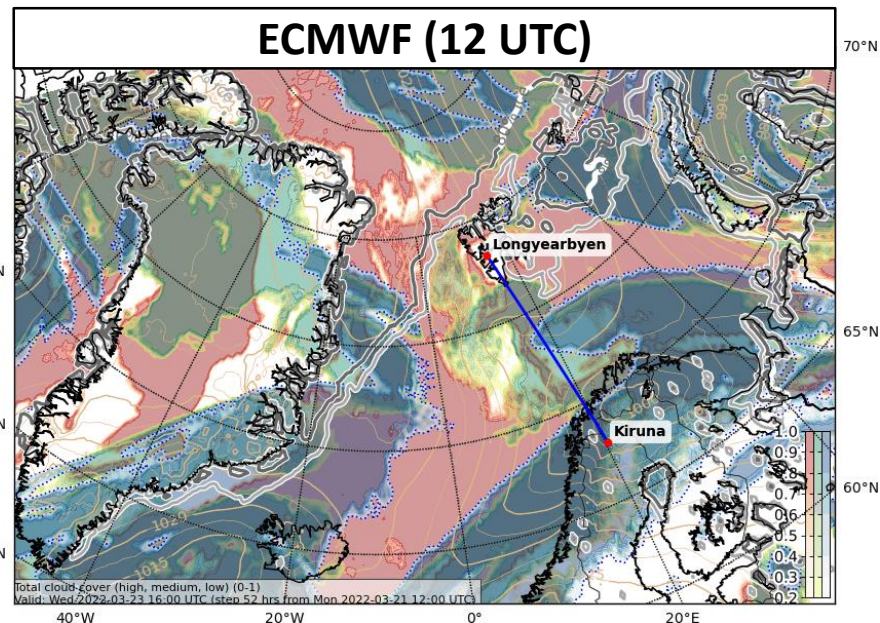 ECMWF (12 UTC)
70°N
990
Longyearbyen
65°N
Kiruna
1.0
0.9
0.8
0.7
0.6
60°N
0.5
0.4
0.3
0.2
1020
1015
Total cloud cover (high, medium, low) (0-1)
Valid: Wed 2022-03-23 16:00 UTC (step 52 hrs from Mon 2022-03-21 12:00 UTC)
40°W
20°W
0°
20°E